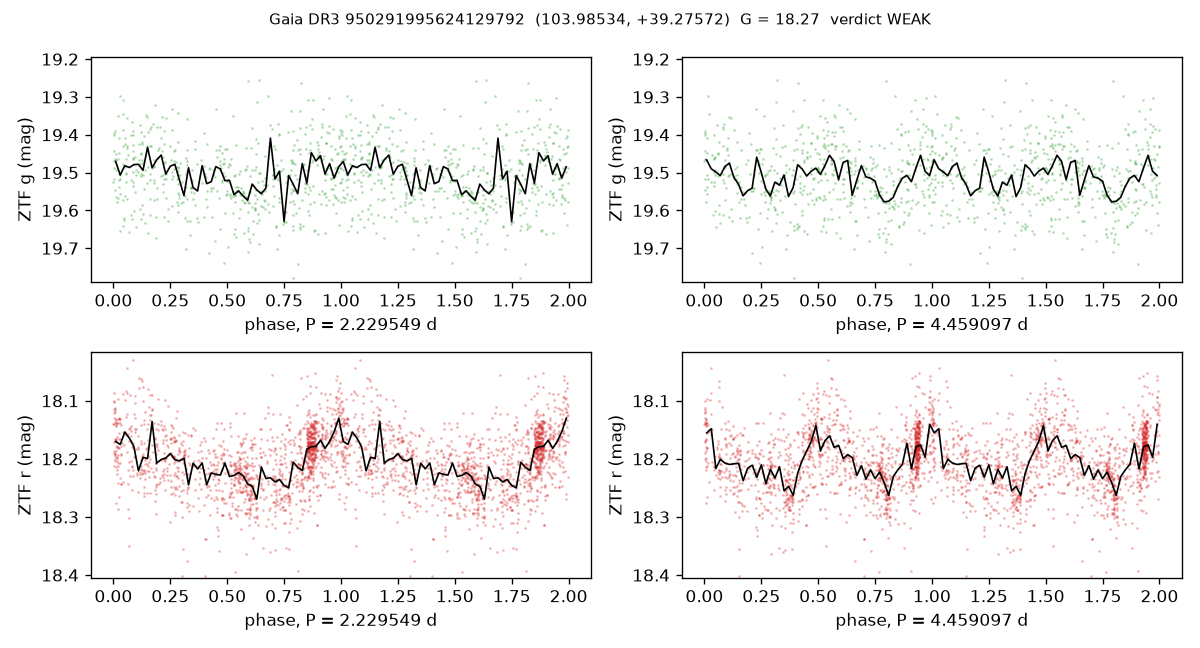 Gaia DR3 950291995624129792 (103.98534, +39.27572) G = 18.27 verdict WEAK
ZTF g (mag)
19.2
19.3
19.4
19.5
19.6
19.7
0.00 0.25 0.50 0.75 1.00 1.25 1.50 1.75 2.00
phase, P = 2.229549 d
ZTF g (mag)
19.2
19.3
19.4
19.5
19.6
19.7
0.00 0.25 0.50 0.75 1.00 1.25 1.50 1.75 2.00
phase, P = 4.459097 d
ZTF r (mag)
18.1
18.2
18.3
18.4
0.00 0.25 0.50 0.75 1.00 1.25 1.50 1.75 2.00
phase, P = 2.229549 d
ZTF r (mag)
18.1
18.2
18.3
18.4
0.00 0.25 0.50 0.75 1.00 1.25 1.50 1.75 2.00
phase, P = 4.459097 d